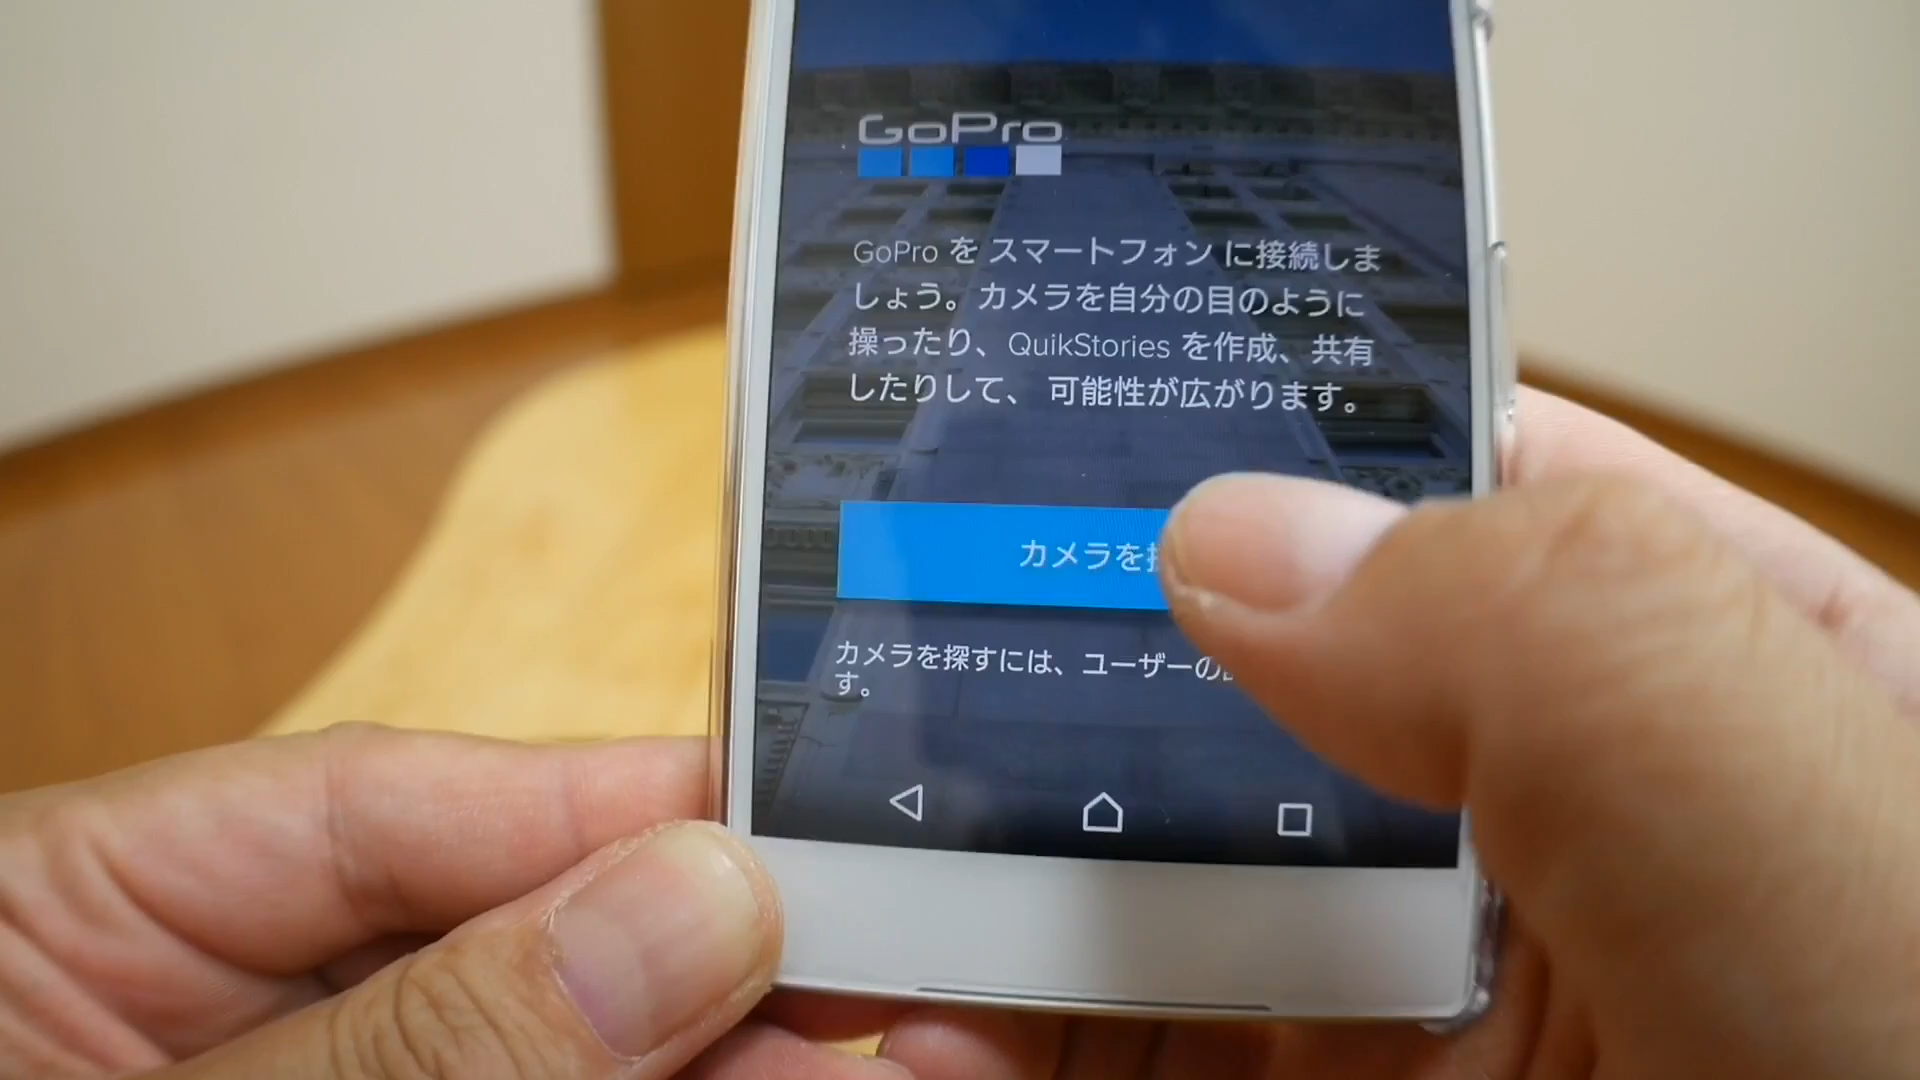 GoPro
GoPro を スマートフォン に接続しま
しょう。カメラを自分の目のように
操ったり、QuikStories を作成、共有
したりして、 可能性が広がります。
カメラを
カメラを探すには、ユーザーの
す。